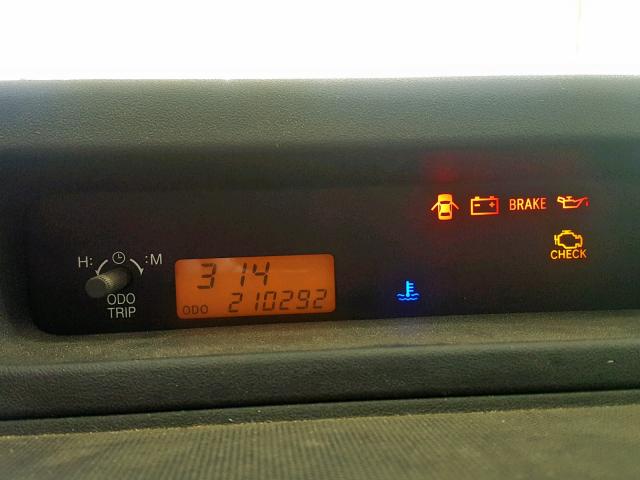 BRAKE
CHECK
H: :M
ODO
TRIP
3 14
ODO 210292